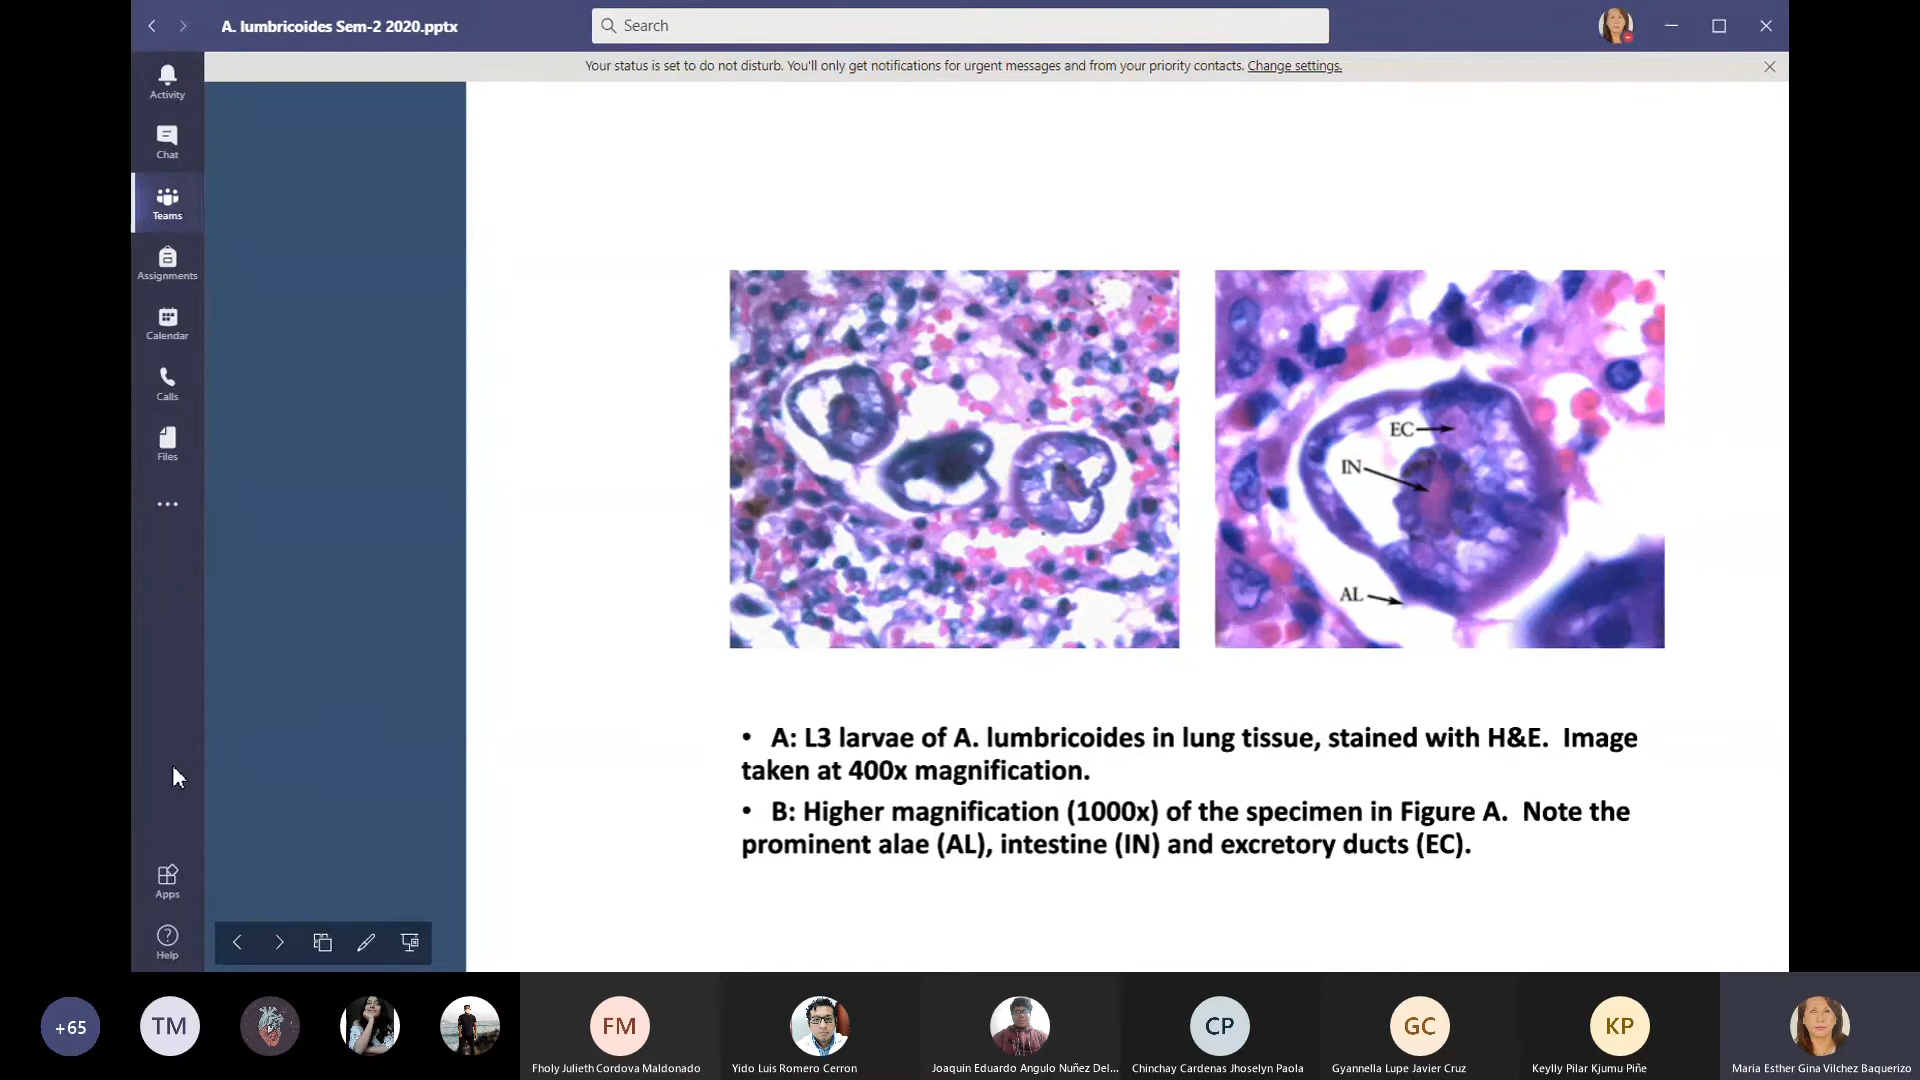 A. lumbricoides Sem-2 2020.pptx
Search
Your status is set to do not disturb. You'll only get notifications for urgent messages and from your priority contacts. Change settings.
Activity
Chat
Teams
Assignments
Calendar
Calls
Files
Apps
Help
EC
IN
AL
• A: L3 larvae of A. lumbricoides in lung tissue, stained with H&E. Image
taken at 400x magnification.
• B: Higher magnification (1000x) of the specimen in Figure A. Note the
prominent alae (AL), intestine (IN) and excretory ducts (EC).
+65
TM
FM
CP
GC
KP
Fholy Julieth Cordova Maldonado
Yido Luis Romero Cerron
Joaquin Eduardo Angulo Nuñez Del...
Chinchay Cardenas Jhoselyn Paola
Gyannella Lupe Javier Cruz
Keylly Pilar Kjumu Piñe
Maria Esther Gina Vilchez Baquerizo